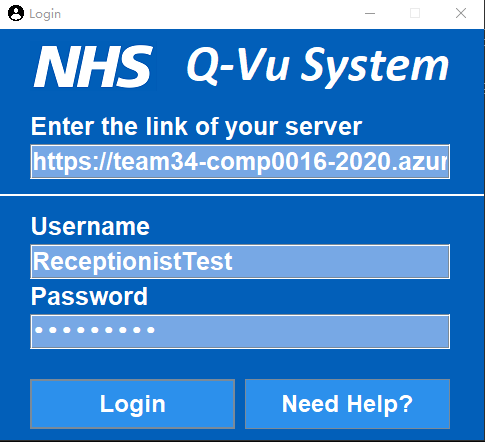 Login
NHS Q-Vu System
Enter the link of your server
https://team34-comp0016-2020.azur
Username
ReceptionistTest
Password
•••••••••
Login Need Help?